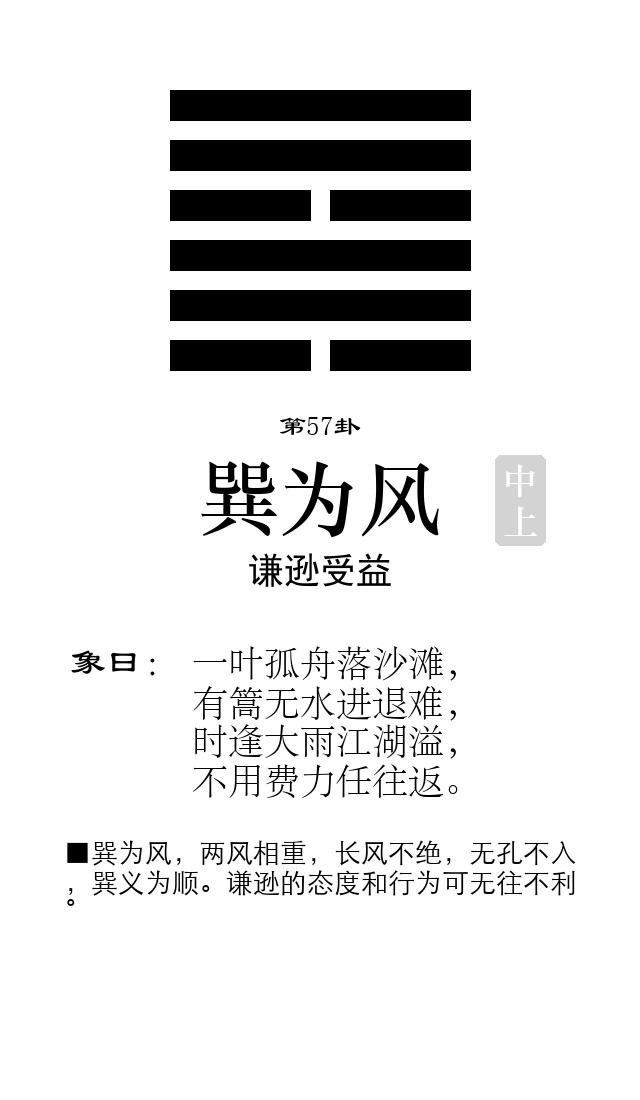 第57卦
巽为风
中上
谦逊受益
象曰：
一叶孤舟落沙滩，
有篙无水进退难，
时逢大雨江湖溢，
不用费力任往返。
■巽为风，两风相重，长风不绝，无孔不入
，巽义为顺。谦逊的态度和行为可无往不利
。